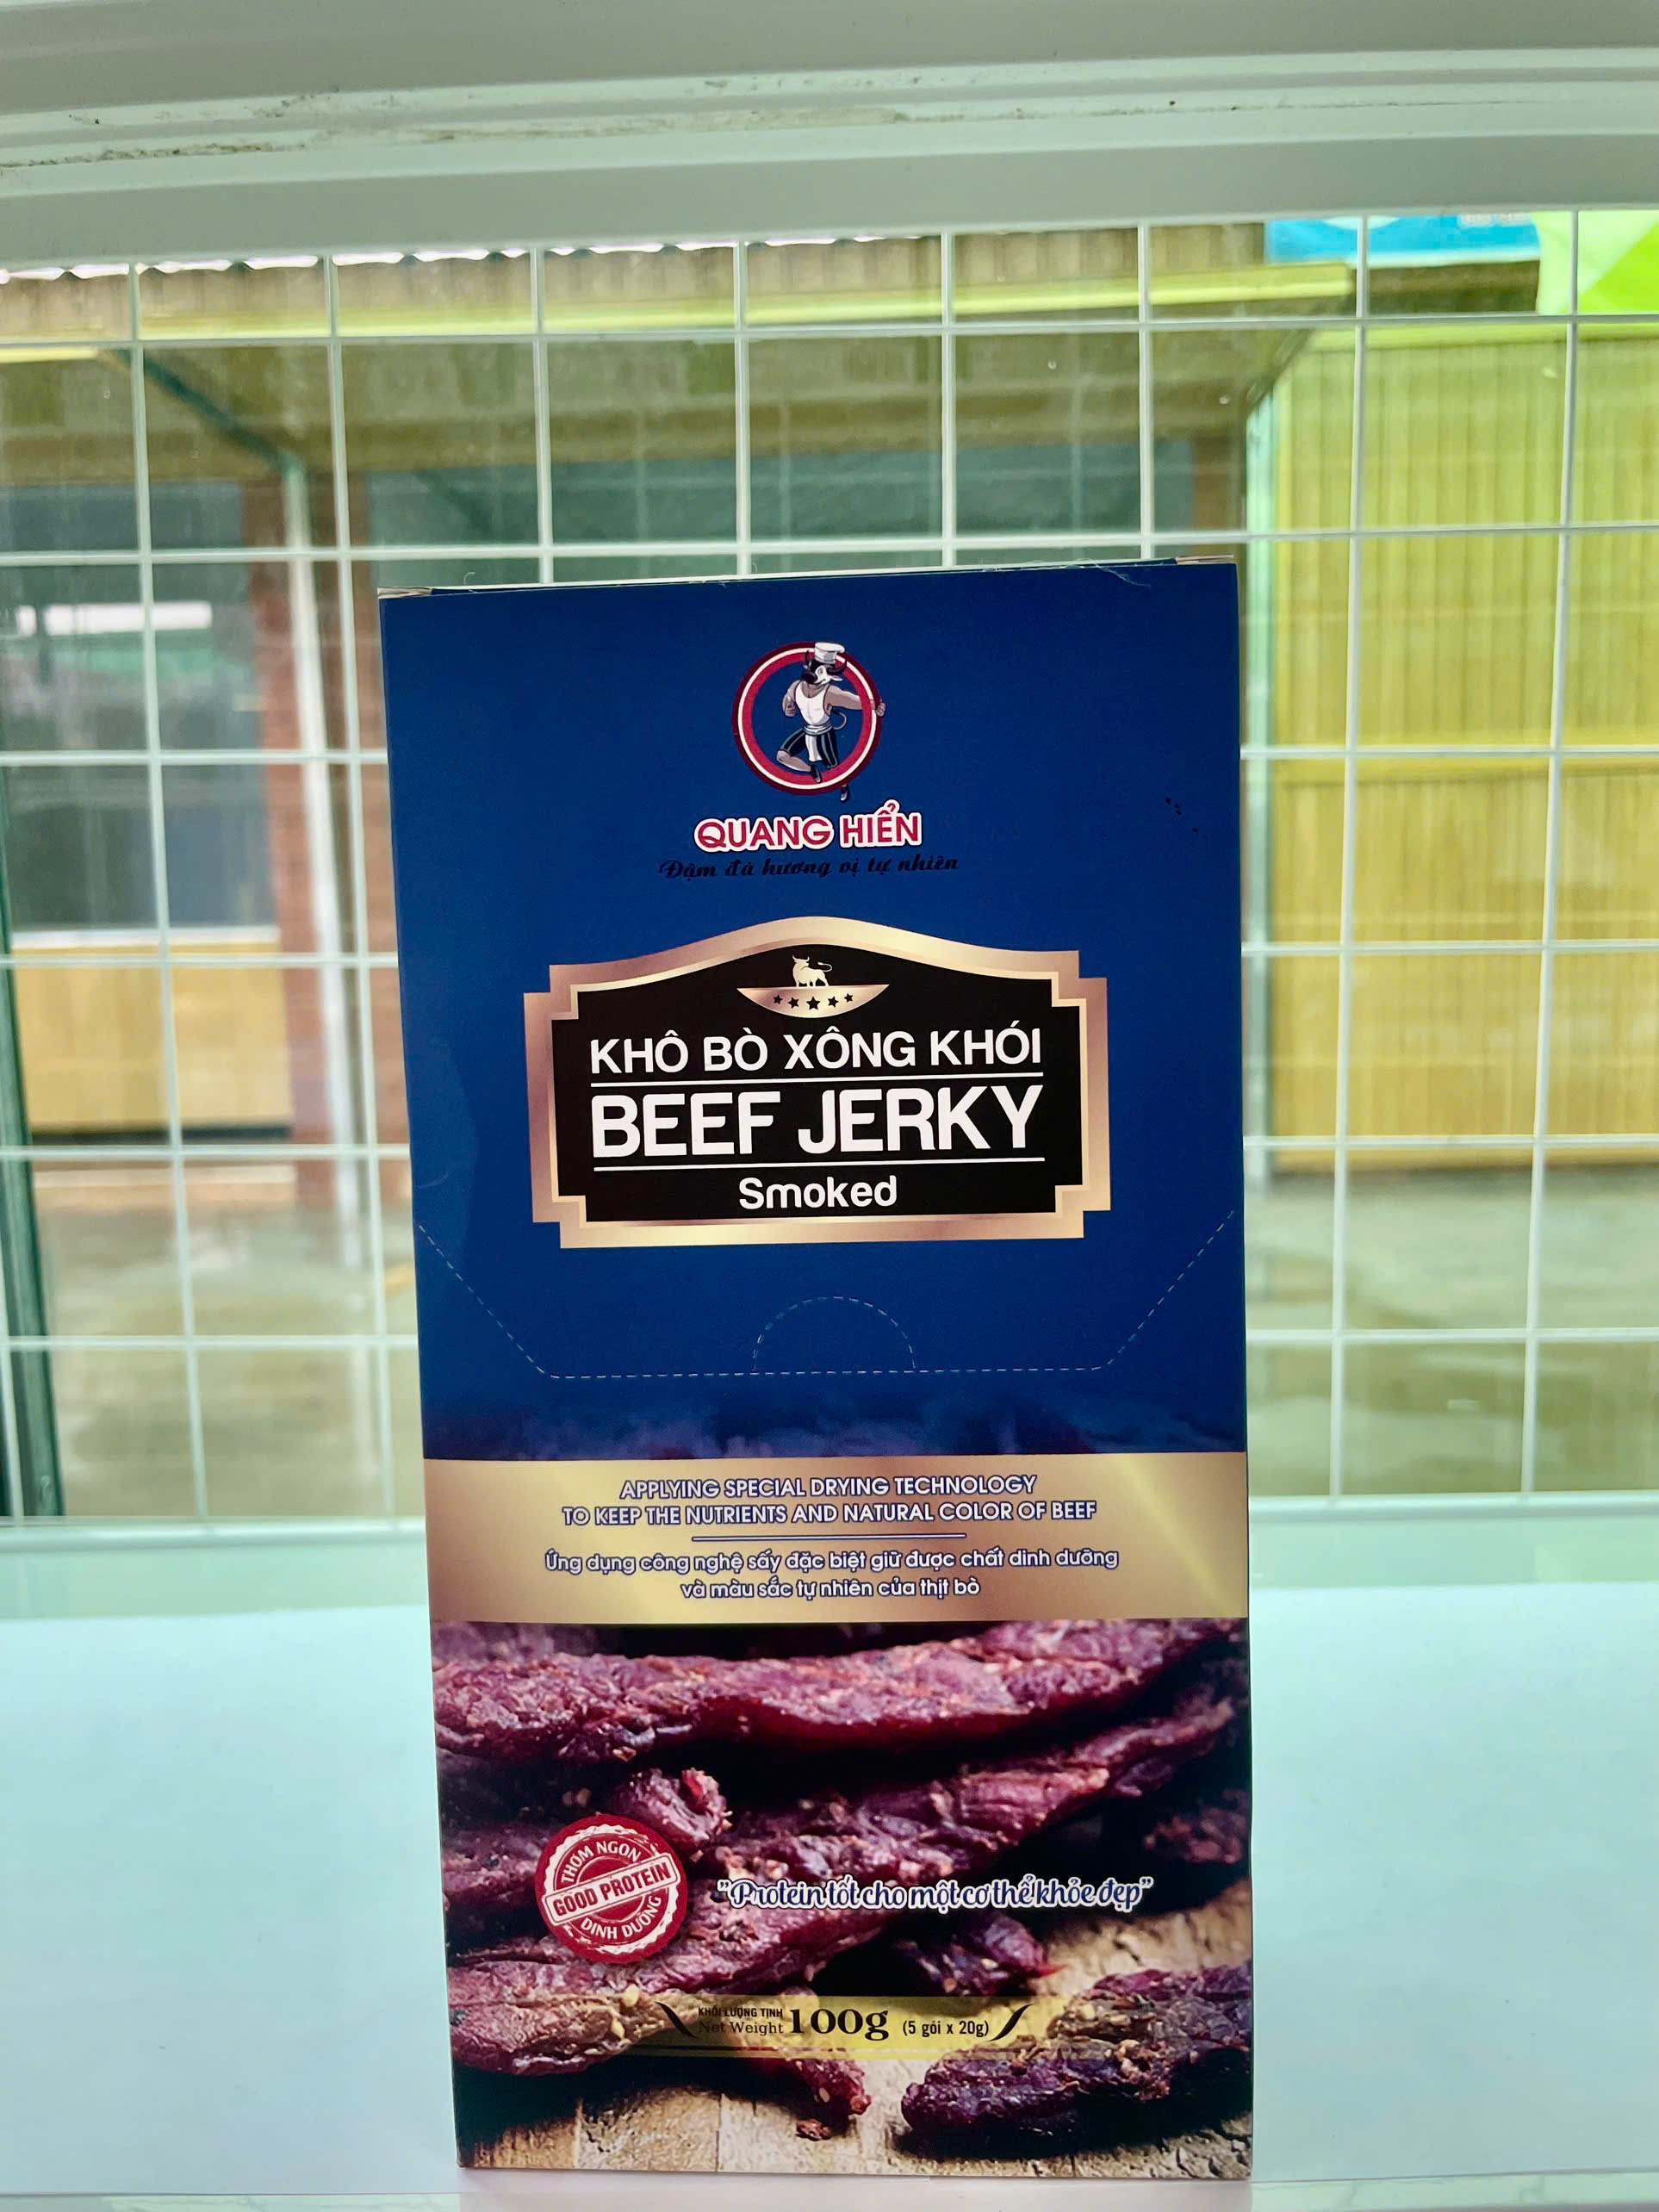 QUANG HIỂN
Đậm đà hương vị tự nhiên
KHÔ BÒ XÔNG KHÓI
BEEF JERKY
Smoked
APPLYING SPECIAL DRYING TECHNOLOGY
TO KEEP THE NUTRIENTS AND NATURAL COLOR OF BEEF
Ứng dụng công nghệ sấy đặc biệt giữ được chất dinh dưỡng
và màu sắc tự nhiên của thịt bò
THƠM NGON
GOOD PROTEIN
DINH DƯỠNG
"Protein tốt cho một cơ thể khỏe đẹp"
KHỐI LƯỢNG TỊNH
Net Weight 100g (5 gói x 20g)